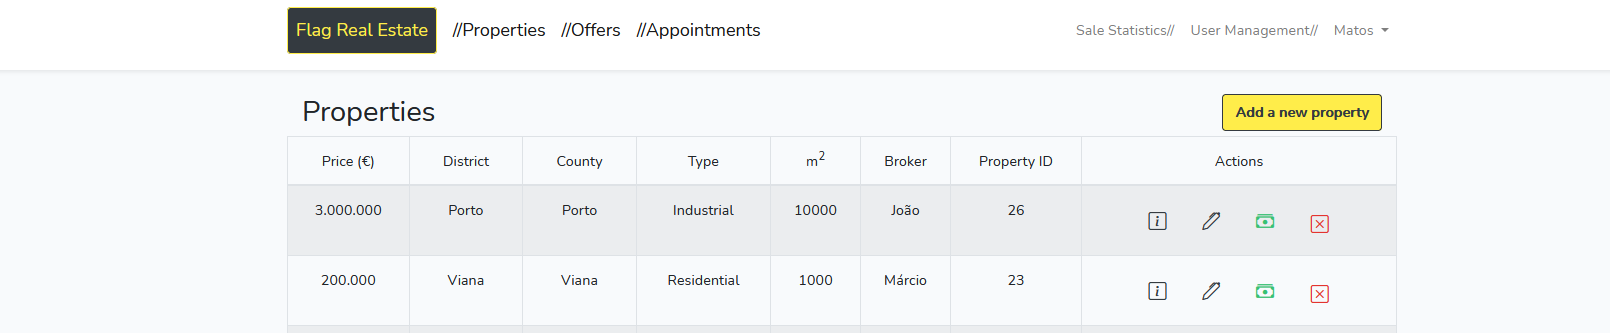 Flag Real Estate //Properties //Offers //Appointments Sale Statistics// User Management// Matos
Properties Add a new property
Price (€) District County Type m² Broker Property ID Actions
3.000.000 Porto Porto Industrial 10000 João 26
200.000 Viana Viana Residential 1000 Márcio 23